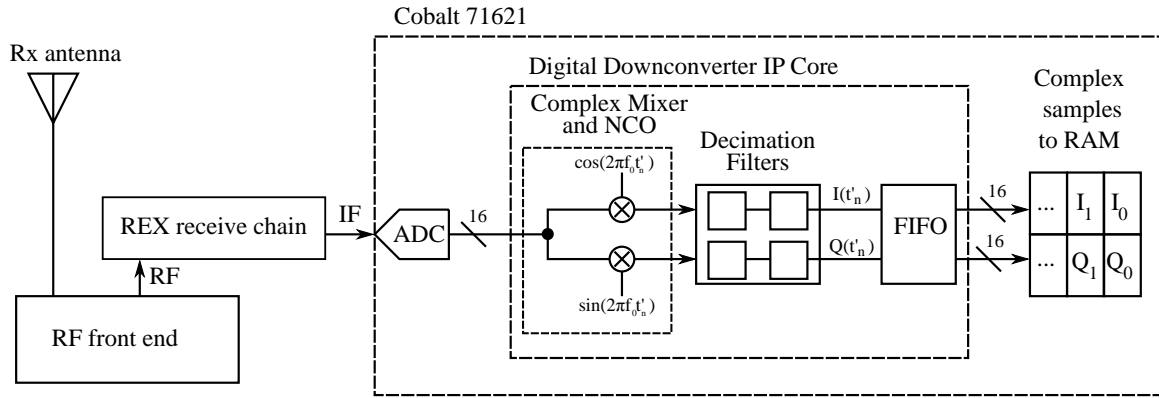 Cobalt 71621
Rx antenna
Digital Downconverter IP Core
Complex
samples
to RAM
Complex Mixer
and NCO
Decimation
Filters
cos(2πf₀t'ₙ)
16
I(t'ₙ)
16
... I₁ I₀
REX receive chain
IF
ADC
FIFO
Q(t'ₙ)
16
... Q₁ Q₀
RF
sin(2πf₀t'ₙ)
RF front end